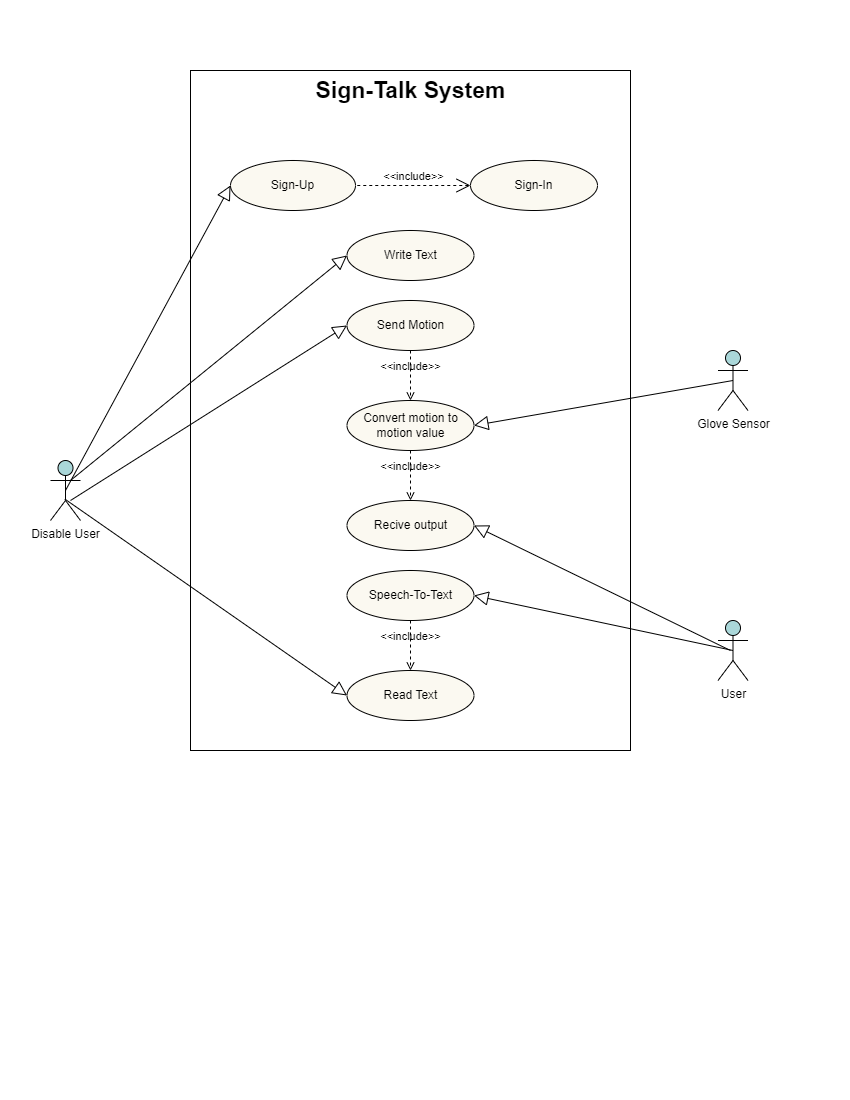 Sign-Talk System
Sign-Up
<<include>>
Sign-In
Write Text
Send Motion
<<include>>
Convert motion to
motion value
Glove Sensor
<<include>>
Disable User
Recive output
Speech-To-Text
<<include>>
Read Text
User